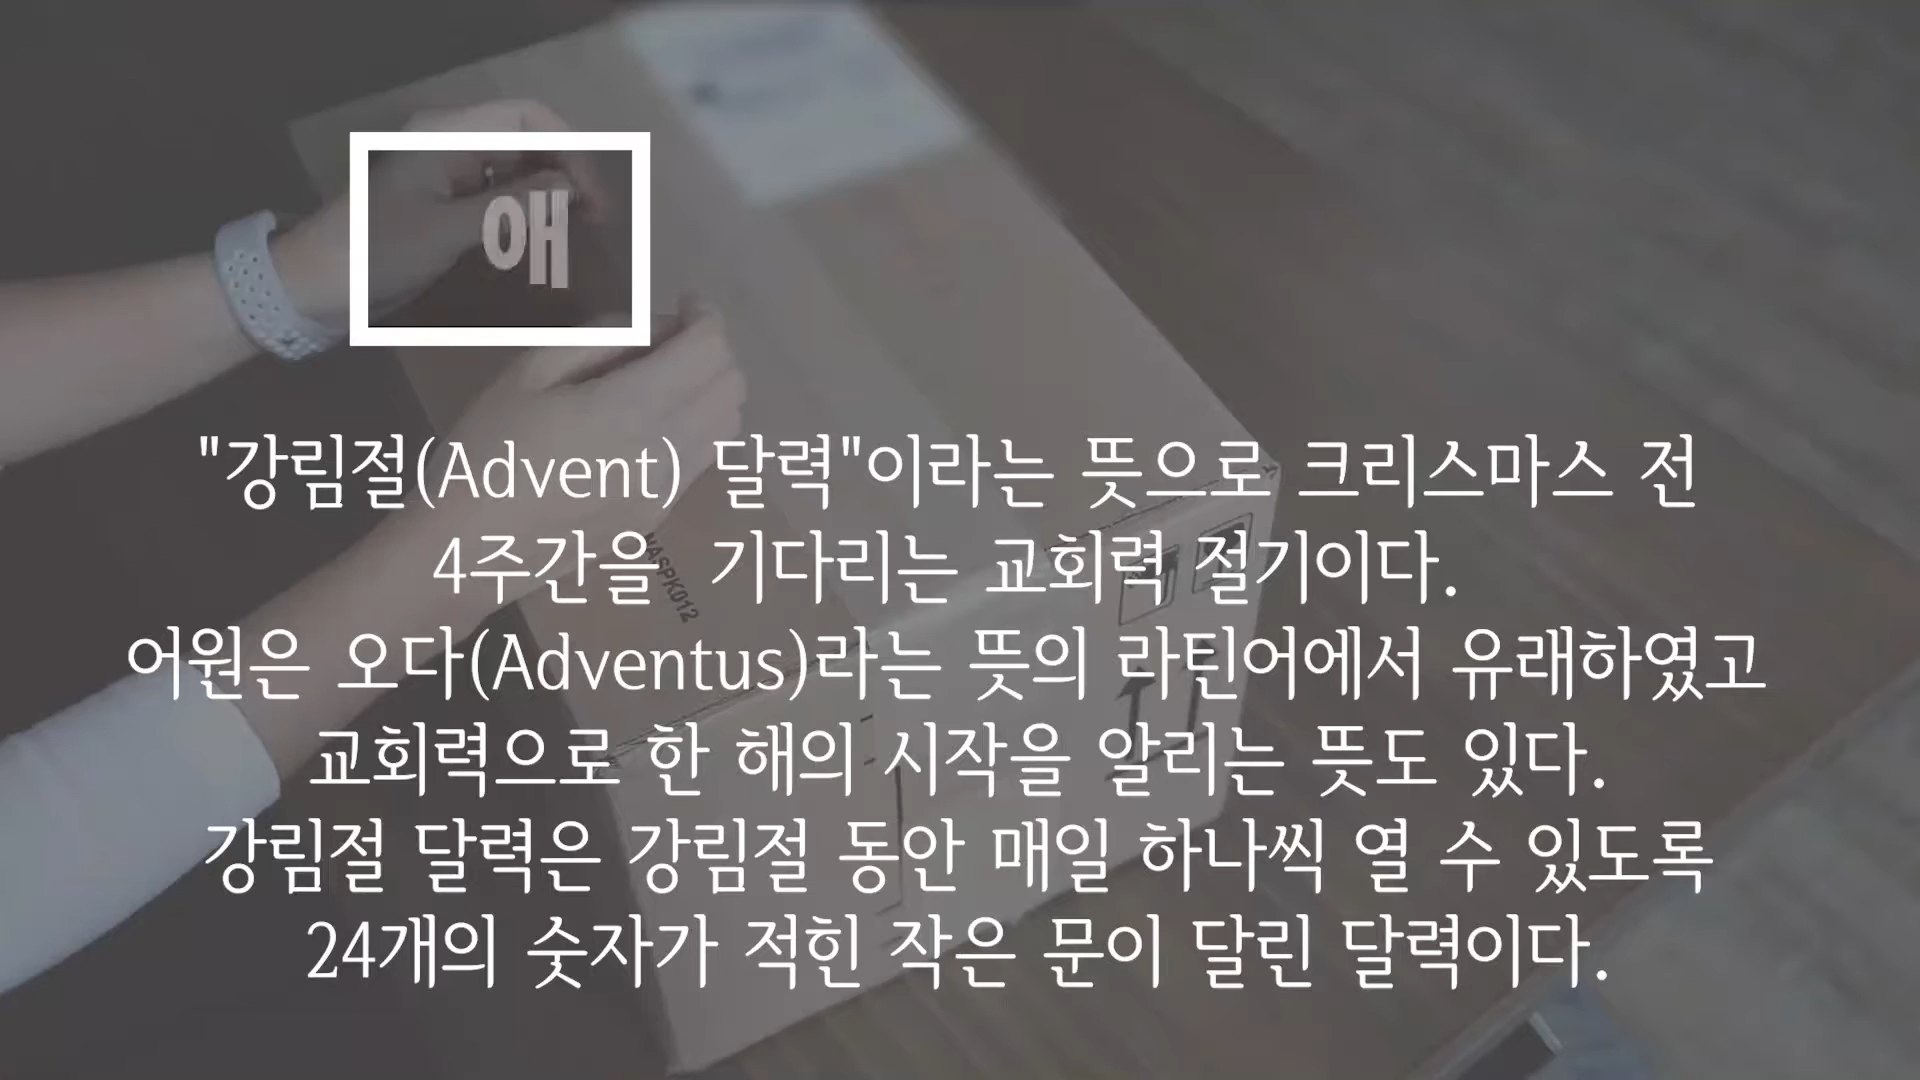 애
"강림절(Advent) 달력"이라는 뜻으로 크리스마스 전
4주간을  기다리는 교회력 절기이다.
NASPK012
어원은 오다(Adventus)라는 뜻의 라틴어에서 유래하였고
교회력으로 한 해의 시작을 알리는 뜻도 있다.
강림절 달력은 강림절 동안 매일 하나씩 열 수 있도록
24개의 숫자가 적힌 작은 문이 달린 달력이다.